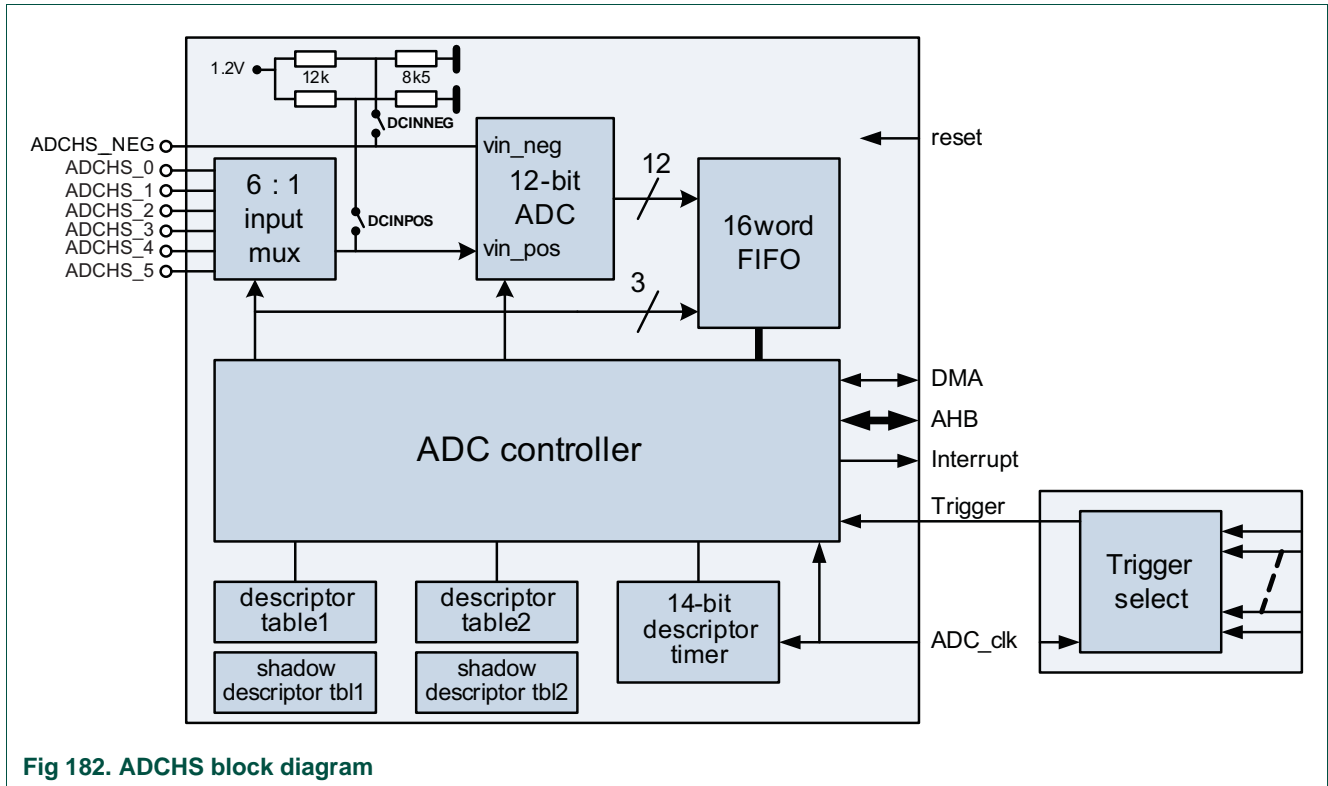 1.2V
12k
8k5
DCINNEG
ADCHS_NEG
ADCHS_0
ADCHS_1
ADCHS_2
ADCHS_3
ADCHS_4
ADCHS_5
6 : 1
input
mux
DCINPOS
vin_neg
12-bit
ADC
vin_pos
12
3
16word
FIFO
reset
ADC controller
DMA
AHB
Interrupt
Trigger
ADC_clk
Trigger
select
descriptor
table1
descriptor
table2
14-bit
descriptor
timer
shadow
descriptor tbl1
shadow
descriptor tbl2
Fig 182. ADCHS block diagram